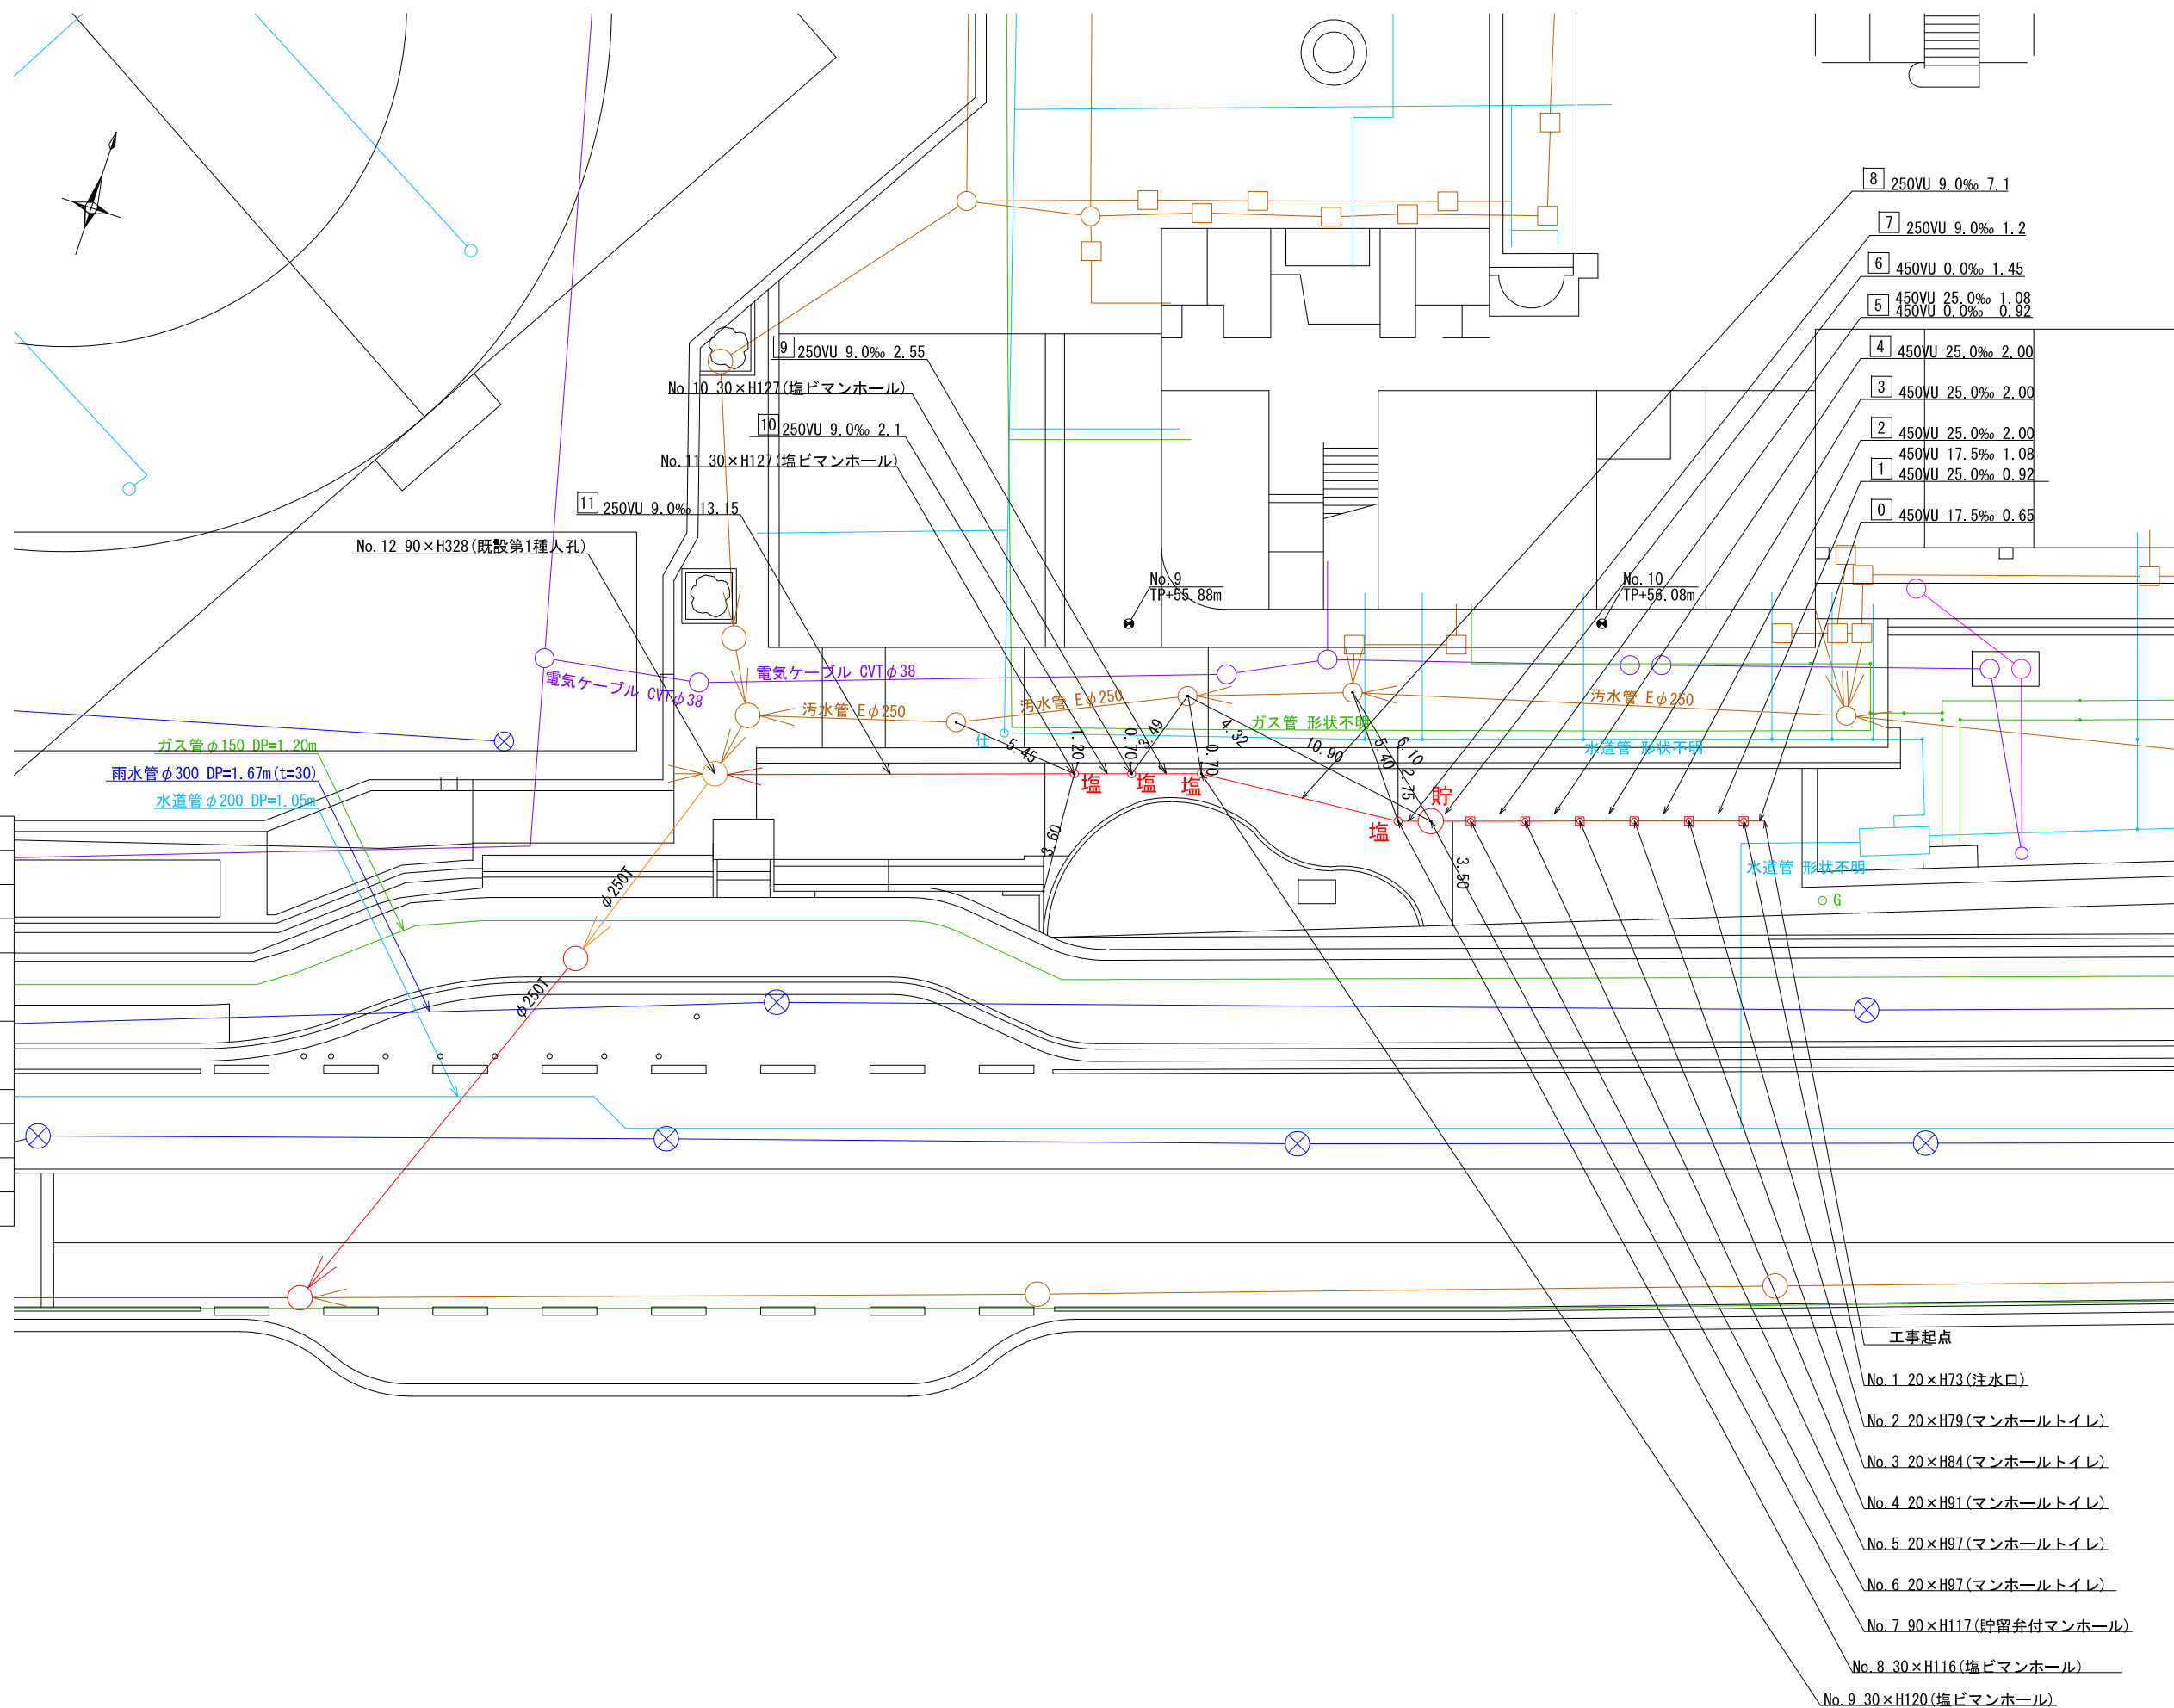 8 250VU 9.0‰ 7.1
7 250VU 9.0‰ 1.2
6 450VU 0.0‰ 1.45
5 450VU 25.0‰ 1.08
450VU 0.0‰ 0.92
4 450VU 25.0‰ 2.00
3 450VU 25.0‰ 2.00
2 450VU 25.0‰ 2.00
450VU 17.5‰ 1.08
1 450VU 25.0‰ 0.92
0 450VU 17.5‰ 0.65
9 250VU 9.0‰ 2.55
No.10 30×H127(塩ビマンホール)
10 250VU 9.0‰ 2.1
No.11 30×H127(塩ビマンホール)
11 250VU 9.0‰ 13.15
No.12 90×H328(既設第1種人孔)
No.9
TP+55.88m
No.10
TP+56.08m
電気ケーブル CVTφ38
電気ケーブル CVTφ38
汚水管 Eφ250
汚水管 Eφ250
汚水管 Eφ250
ガス管 形状不明
水道管 形状不明
水道管 形状不明
仕
5.45
1.20
0.70
3.49
0.70
4.32
10.90
5.40
6.10
2.75
3.60
3.50
塩
塩
塩
塩
貯
ガス管φ150 DP=1.20m
雨水管φ300 DP=1.67m(t=30)
水道管φ200 DP=1.05m
φ250T
φ250T
G
工事起点
No.1 20×H73(注水口)
No.2 20×H79(マンホールトイレ)
No.3 20×H84(マンホールトイレ)
No.4 20×H91(マンホールトイレ)
No.5 20×H97(マンホールトイレ)
No.6 20×H97(マンホールトイレ)
No.7 90×H117(貯留弁付マンホール)
No.8 30×H116(塩ビマンホール)
No.9 30×H120(塩ビマンホール)